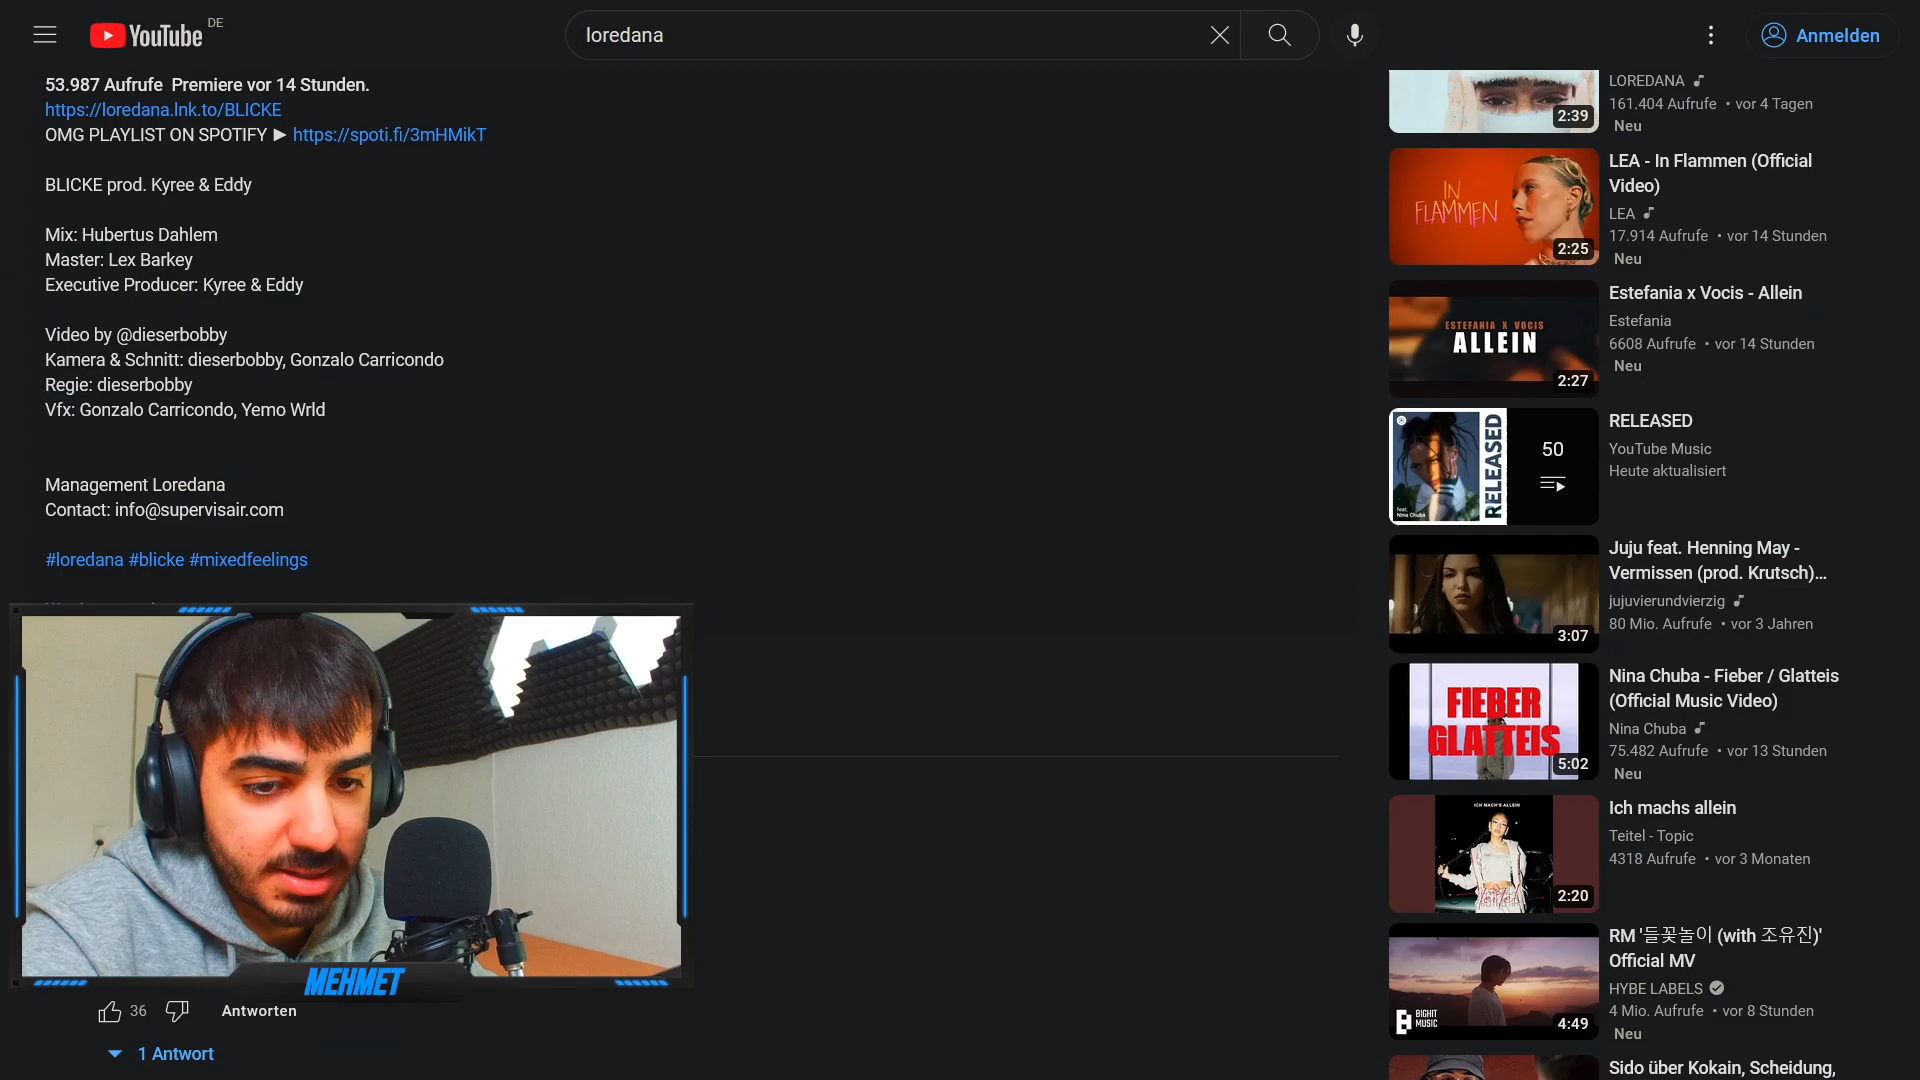 YouTube DE
loredana
Anmelden
53.987 Aufrufe Premiere vor 14 Stunden.
https://loredana.lnk.to/BLICKE
OMG PLAYLIST ON SPOTIFY ► https://spoti.fi/3mHMikT
BLICKE prod. Kyree & Eddy
Mix: Hubertus Dahlem
Master: Lex Barkey
Executive Producer: Kyree & Eddy
Video by @dieserbobby
Kamera & Schnitt: dieserbobby, Gonzalo Carricondo
Regie: dieserbobby
Vfx: Gonzalo Carricondo, Yemo Wrld
Management Loredana
Contact: info@supervisair.com
#loredana #blicke #mixedfeelings
MEHMET
36
Antworten
1 Antwort
2:39
LOREDANA
161.404 Aufrufe • vor 4 Tagen
Neu
IN
FLAMMEN
2:25
LEA - In Flammen (Official
Video)
LEA
17.914 Aufrufe • vor 14 Stunden
Neu
ESTEFANIA X VOCIS
ALLEIN
2:27
Estefania x Vocis - Allein
Estefania
6608 Aufrufe • vor 14 Stunden
Neu
RELEASED
feat.
Nina Chuba
50
RELEASED
YouTube Music
Heute aktualisiert
3:07
Juju feat. Henning May -
Vermissen (prod. Krutsch)...
jujuvierundvierzig
80 Mio. Aufrufe • vor 3 Jahren
FIEBER
GLATTEIS
5:02
Nina Chuba - Fieber / Glatteis
(Official Music Video)
Nina Chuba
75.482 Aufrufe • vor 13 Stunden
Neu
ICH MACH'S ALLEIN
2:20
Ich machs allein
Teitel - Topic
4318 Aufrufe • vor 3 Monaten
BIGHIT
MUSIC
4:49
RM '들꽃놀이 (with 조유진)'
Official MV
HYBE LABELS
4 Mio. Aufrufe • vor 8 Stunden
Neu
Sido über Kokain, Scheidung,